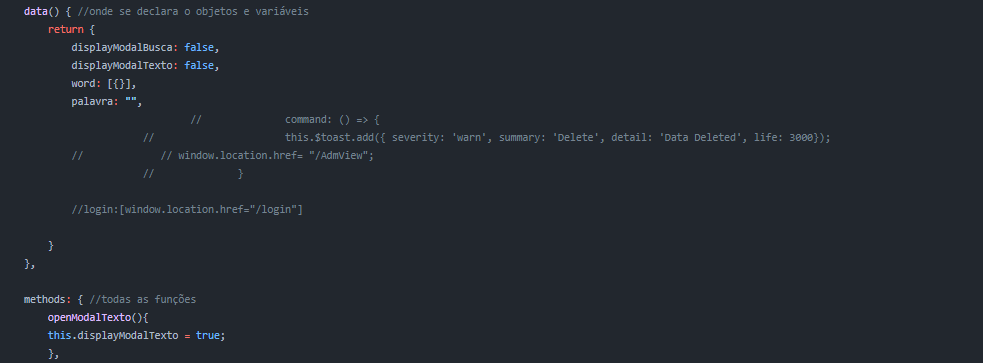 data() { //onde se declara o objetos e variáveis
return {
displayModalBusca: false,
displayModalTexto: false,
word: [{}],
palavra: "",
// command: () => {
// this.$toast.add({ severity: 'warn', summary: 'Delete', detail: 'Data Deleted', life: 3000});
// // window.location.href= "/AdmView";
// }
//login:[window.location.href="/login"]
}
},
methods: { //todas as funções
openModalTexto(){
this.displayModalTexto = true;
},